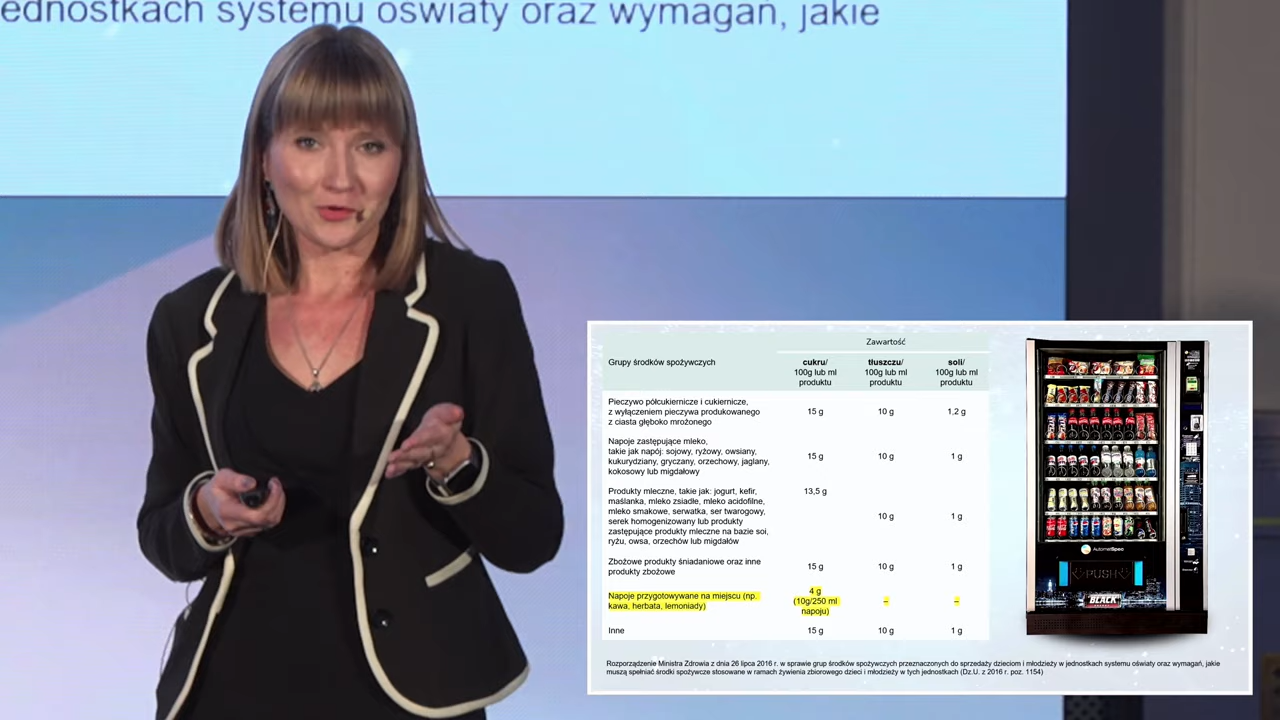 ednostkach systemu oświaty oraz wymagań, jakie
Zawartość
Grupy środków spożywczych
cukru/
100g lub ml
produktu
tłuszczu/
100g lub ml
produktu
soli/
100g lub ml
produktu
Pieczywo półcukiernicze i cukiernicze,
z wyłączeniem pieczywa produkowanego
z ciasta głęboko mrożonego
15 g
10 g
1,2 g
Napoje zastępujące mleko,
takie jak napój: sojowy, ryżowy, owsiany,
kukurydziany, gryczany, orzechowy, jaglany,
kokosowy lub migdałowy
15 g
10 g
1 g
Produkty mleczne, takie jak: jogurt, kefir,
maślanka, mleko zsiadłe, mleko acidofilne,
mleko smakowe, serwatka, ser twarogowy,
serek homogenizowany lub produkty
zastępujące produkty mleczne na bazie soi,
ryżu, owsa, orzechów lub migdałów
13,5 g
10 g
1 g
Zbożowe produkty śniadaniowe oraz inne
produkty zbożowe
15 g
10 g
1 g
Napoje przygotowywane na miejscu (np.
kawa, herbata, lemoniady)
4 g
(10g/250 ml
napoju)
–
–
Inne
15 g
10 g
1 g
AutomatSpec
PUSH
BLACK
Rozporządzenie Ministra Zdrowia z dnia 26 lipca 2016 r. w sprawie grup środków spożywczych przeznaczonych do sprzedaży dzieciom i młodzieży w jednostkach systemu oświaty oraz wymagań, jakie
muszą spełniać środki spożywcze stosowane w ramach żywienia zbiorowego dzieci i młodzieży w tych jednostkach (Dz.U. z 2016 r. poz. 1154)